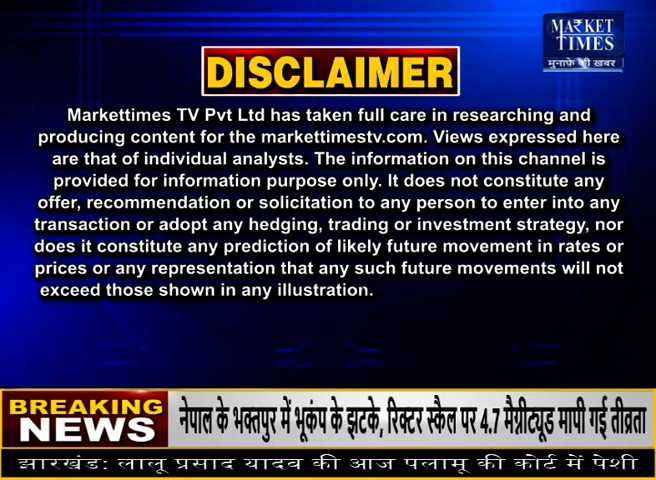 MARKET
TIMES
मुनाफे की ख़बर
DISCLAIMER
Markettimes TV Pvt Ltd has taken full care in researching and
producing content for the markettimestv.com. Views expressed here
are that of individual analysts. The information on this channel is
provided for information purpose only. It does not constitute any
offer, recommendation or solicitation to any person to enter into any
transaction or adopt any hedging, trading or investment strategy, nor
does it constitute any prediction of likely future movement in rates or
prices or any representation that any such future movements will not
exceed those shown in any illustration.
BREAKING
NEWS
नेपाल के भक्तपुर में भूकंप के झटके, रिक्टर स्कैल पर 4.7 मैग्नीट्यूड मापी गई तीव्रता
झारखंड: लालू प्रसाद यादव की आज पलामू की कोर्ट में पेशी